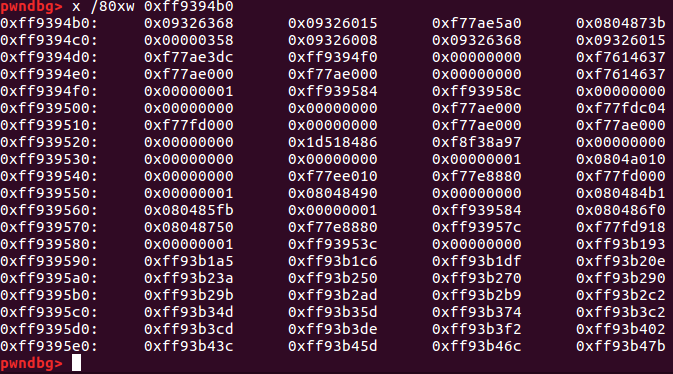 pwndbg> x /80xw 0xff9394b0
0xff9394b0: 0x09326368 0x09326015 0xf77ae5a0 0x0804873b
0xff9394c0: 0x00000358 0x09326008 0x09326368 0x09326015
0xff9394d0: 0xf77ae3dc 0xff9394f0 0x00000000 0xf7614637
0xff9394e0: 0xf77ae000 0xf77ae000 0x00000000 0xf7614637
0xff9394f0: 0x00000001 0xff939584 0xff93958c 0x00000000
0xff939500: 0x00000000 0x00000000 0xf77ae000 0xf77fdc04
0xff939510: 0xf77fd000 0x00000000 0xf77ae000 0xf77ae000
0xff939520: 0x00000000 0x1d518486 0xf8f38a97 0x00000000
0xff939530: 0x00000000 0x00000000 0x00000001 0x0804a010
0xff939540: 0x00000000 0xf77ee010 0xf77e8880 0xf77fd000
0xff939550: 0x00000001 0x08048490 0x00000000 0x080484b1
0xff939560: 0x080485fb 0x00000001 0xff939584 0x080486f0
0xff939570: 0x08048750 0xf77e8880 0xff93957c 0xf77fd918
0xff939580: 0x00000001 0xff93953c 0x00000000 0xff93b193
0xff939590: 0xff93b1a5 0xff93b1c6 0xff93b1df 0xff93b20e
0xff9395a0: 0xff93b23a 0xff93b250 0xff93b270 0xff93b290
0xff9395b0: 0xff93b29b 0xff93b2ad 0xff93b2b9 0xff93b2c2
0xff9395c0: 0xff93b34d 0xff93b35d 0xff93b374 0xff93b3c2
0xff9395d0: 0xff93b3cd 0xff93b3de 0xff93b3f2 0xff93b402
0xff9395e0: 0xff93b43c 0xff93b45d 0xff93b46c 0xff93b47b
pwndbg>